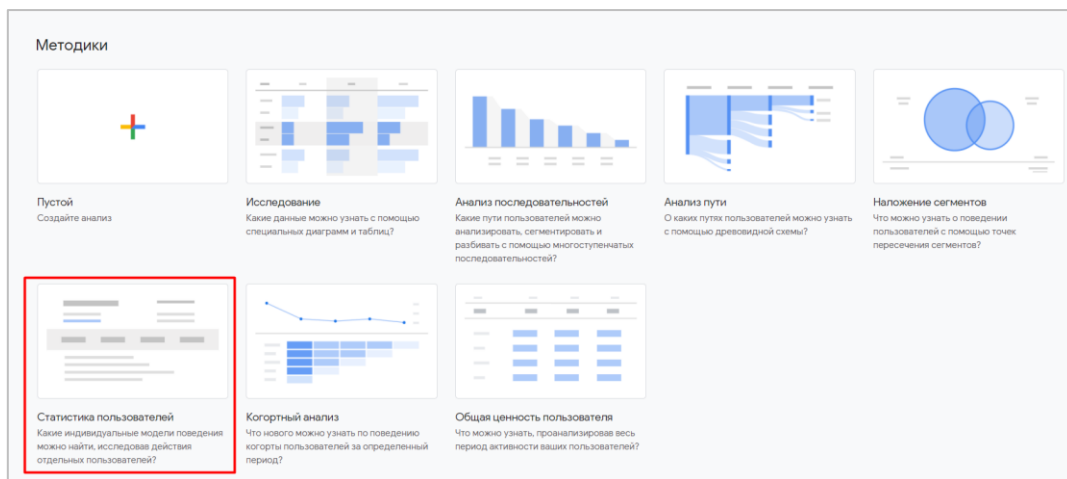 Методики
Пустой
Создайте анализ
Исследование
Какие данные можно узнать с помощью
специальных диаграмм и таблиц?
Анализ последовательностей
Какие пути пользователей можно
анализировать, сегментировать и
разбивать с помощью многоступенчатых
последовательностей?
Анализ пути
О каких путях пользователей можно узнать
с помощью древовидной схемы?
Наложение сегментов
Что можно узнать о поведении
пользователей с помощью точек
пересечения сегментов?
Статистика пользователей
Какие индивидуальные модели поведения
можно найти, исследовав действия
отдельных пользователей?
Когортный анализ
Что нового можно узнать по поведению
когорты пользователей за определенный
период?
Общая ценность пользователя
Что можно узнать, проанализировав весь
период активности ваших пользователей?